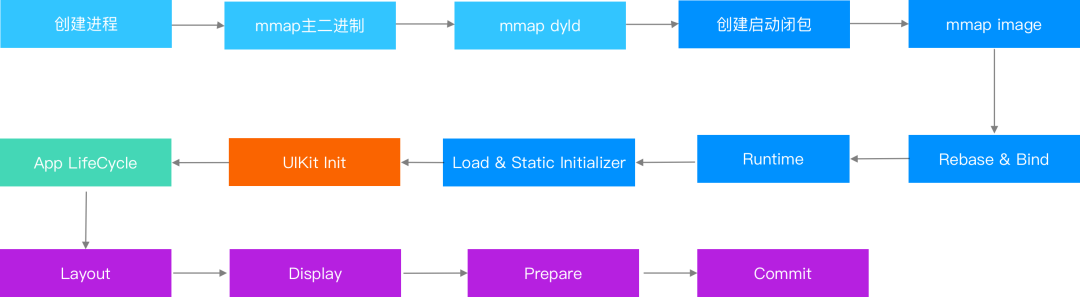 创建进程
mmap主二进制
mmap dyld
创建启动闭包
mmap image
Rebase & Bind
Runtime
Load & Static Initializer
UIKit Init
App LifeCycle
Layout
Display
Prepare
Commit